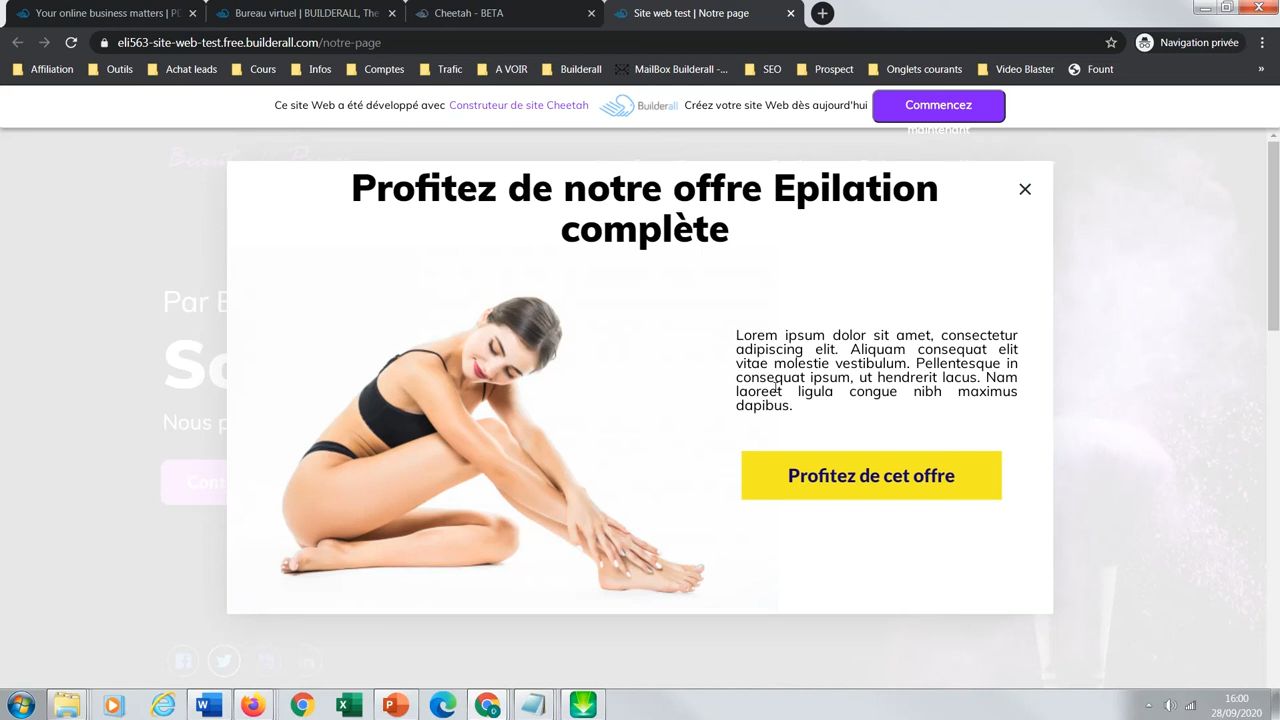 Your online business matters | PD
Bureau virtuel | BUILDERALL, The
Cheetah - BETA
Site web test | Notre page
eli563-site-web-test.free.builderall.com/notre-page
Navigation privée
Affiliation
Outils
Achat leads
Cours
Infos
Comptes
Trafic
A VOIR
Builderall
MailBox Builderall -...
SEO
Prospect
Onglets courants
Video Blaster
Fount
»
Ce site Web a été développé avec Construteur de site Cheetah
Builderall
Créez votre site Web dès aujourd'hui
Commencez
maintenant
Profitez de notre offre Epilation
complète
Par
Nous
Cont
Lorem ipsum dolor sit amet, consectetur
adipiscing elit. Aliquam consequat elit
vitae molestie vestibulum. Pellentesque in
consequat ipsum, ut hendrerit lacus. Nam
laoreet ligula congue nibh maximus
dapibus.
Profitez de cet offre
16:00
28/09/2020